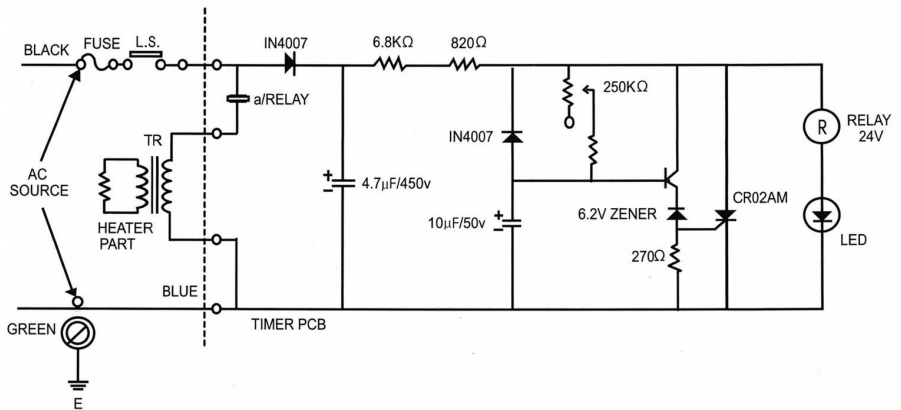 BLACK
FUSE
L.S.
IN4007
6.8KΩ
820Ω
a/RELAY
250KΩ
IN4007
RELAY
24V
R
TR
AC
SOURCE
+
−
4.7μF/450v
HEATER
PART
+
−
10μF/50v
6.2V ZENER
CR02AM
LED
270Ω
BLUE
GREEN
TIMER PCB
E